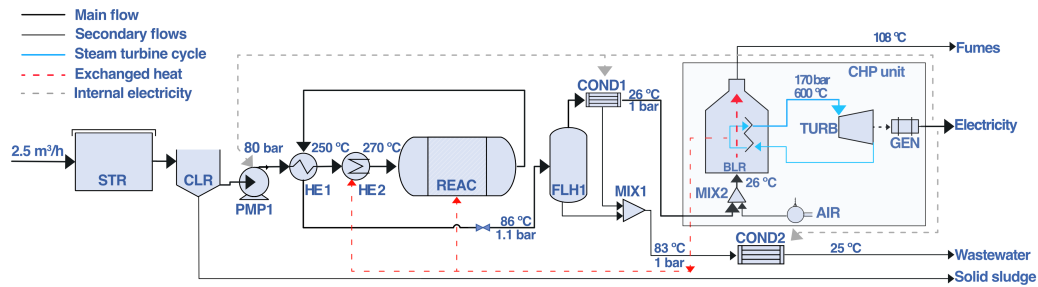 Main flow
Secondary flows
Steam turbine cycle
Exchanged heat
Internal electricity
108 ºC
Fumes
CHP unit
COND1
26 ºC
1 bar
170 bar
600 ºC
TURB
GEN
Electricity
2.5 m³/h
STR
CLR
80 bar
PMP1
250 ºC
HE1
270 ºC
HE2
REAC
FLH1
MIX1
BLR
26 ºC
MIX2
AIR
86 ºC
1.1 bar
83 ºC
1 bar
COND2
25 ºC
Wastewater
Solid sludge